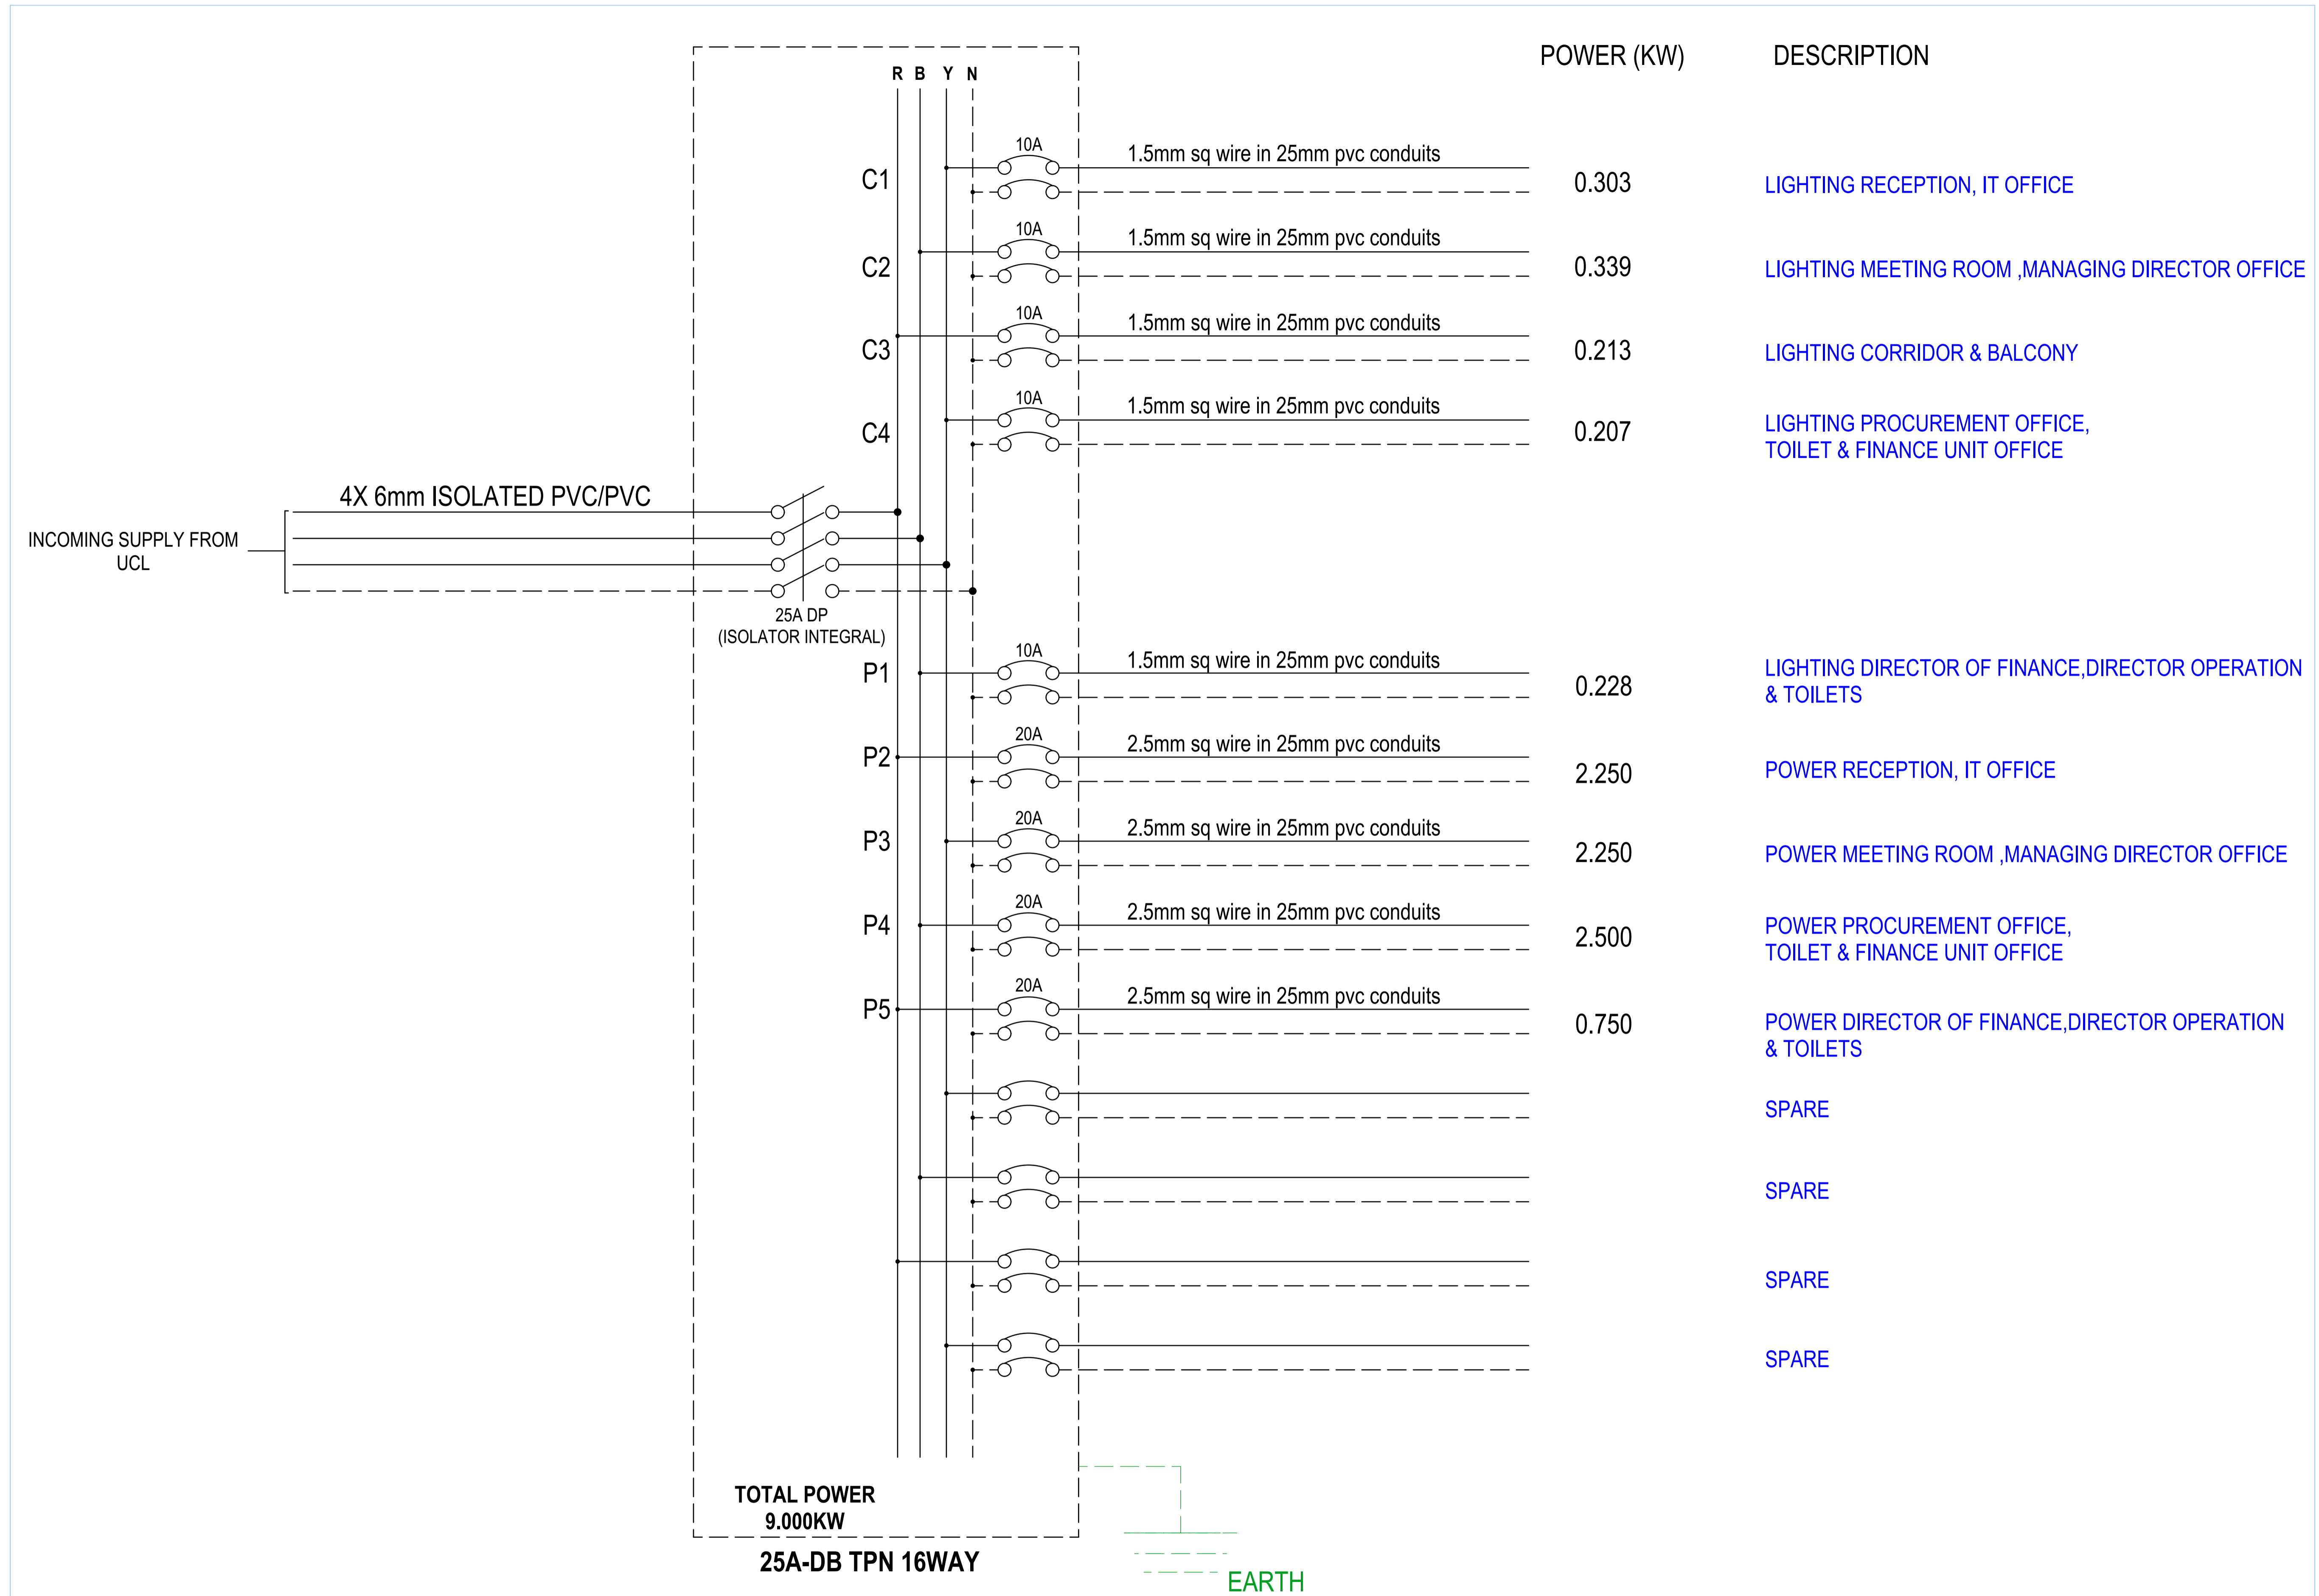 POWER (KW) DESCRIPTION
R B Y N
10A
C1 1.5mm sq wire in 25mm pvc conduits 0.303 LIGHTING RECEPTION, IT OFFICE
10A
C2 1.5mm sq wire in 25mm pvc conduits 0.339 LIGHTING MEETING ROOM ,MANAGING DIRECTOR OFFICE
10A
C3 1.5mm sq wire in 25mm pvc conduits 0.213 LIGHTING CORRIDOR & BALCONY
10A
C4 1.5mm sq wire in 25mm pvc conduits 0.207 LIGHTING PROCUREMENT OFFICE,
TOILET & FINANCE UNIT OFFICE
4X 6mm ISOLATED PVC/PVC
INCOMING SUPPLY FROM
UCL
25A DP
(ISOLATOR INTEGRAL)
10A
P1 1.5mm sq wire in 25mm pvc conduits 0.228 LIGHTING DIRECTOR OF FINANCE,DIRECTOR OPERATION
& TOILETS
20A
P2 2.5mm sq wire in 25mm pvc conduits 2.250 POWER RECEPTION, IT OFFICE
20A
P3 2.5mm sq wire in 25mm pvc conduits 2.250 POWER MEETING ROOM ,MANAGING DIRECTOR OFFICE
20A
P4 2.5mm sq wire in 25mm pvc conduits 2.500 POWER PROCUREMENT OFFICE,
TOILET & FINANCE UNIT OFFICE
20A
P5 2.5mm sq wire in 25mm pvc conduits 0.750 POWER DIRECTOR OF FINANCE,DIRECTOR OPERATION
& TOILETS
SPARE
SPARE
SPARE
SPARE
TOTAL POWER
9.000KW
25A-DB TPN 16WAY
EARTH